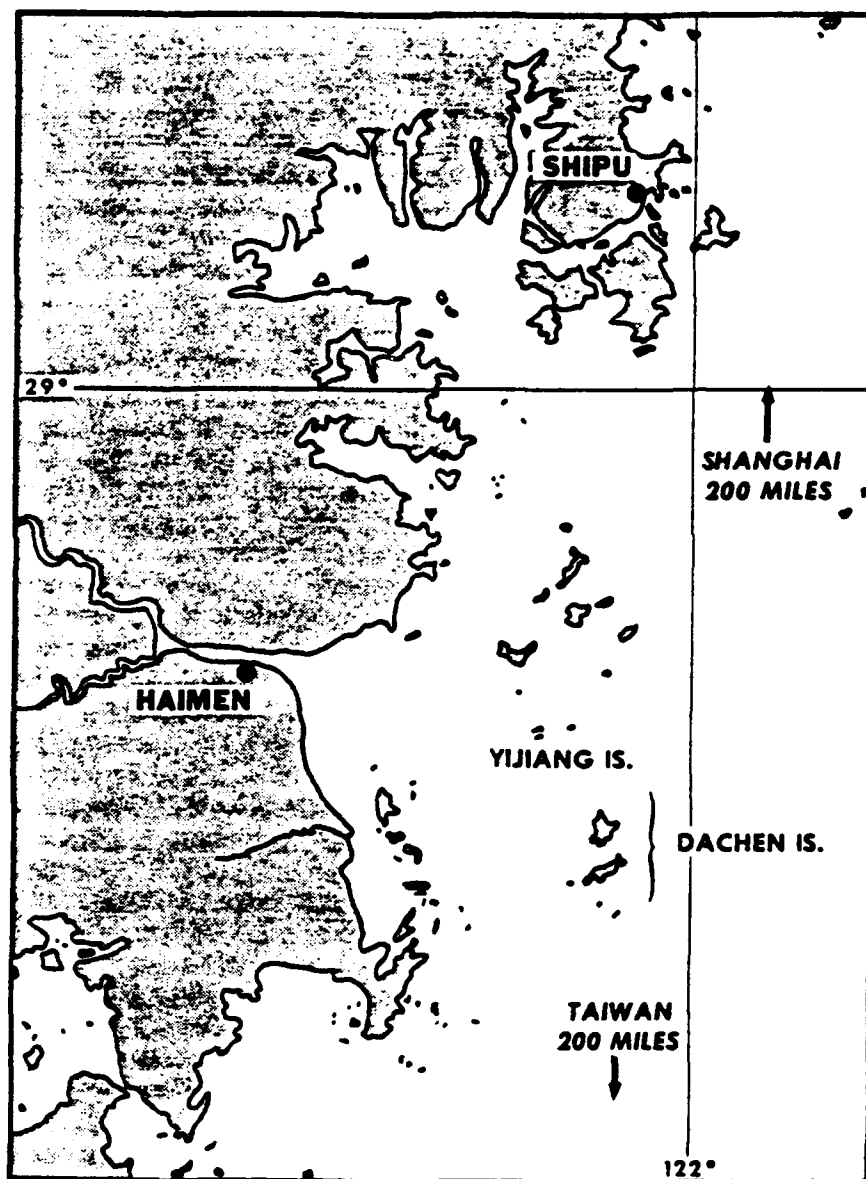 SHIPU
29°
SHANGHAI
200 MILES
HAIMEN
YIJIANG IS.
DACHEN IS.
TAIWAN
200 MILES
122°